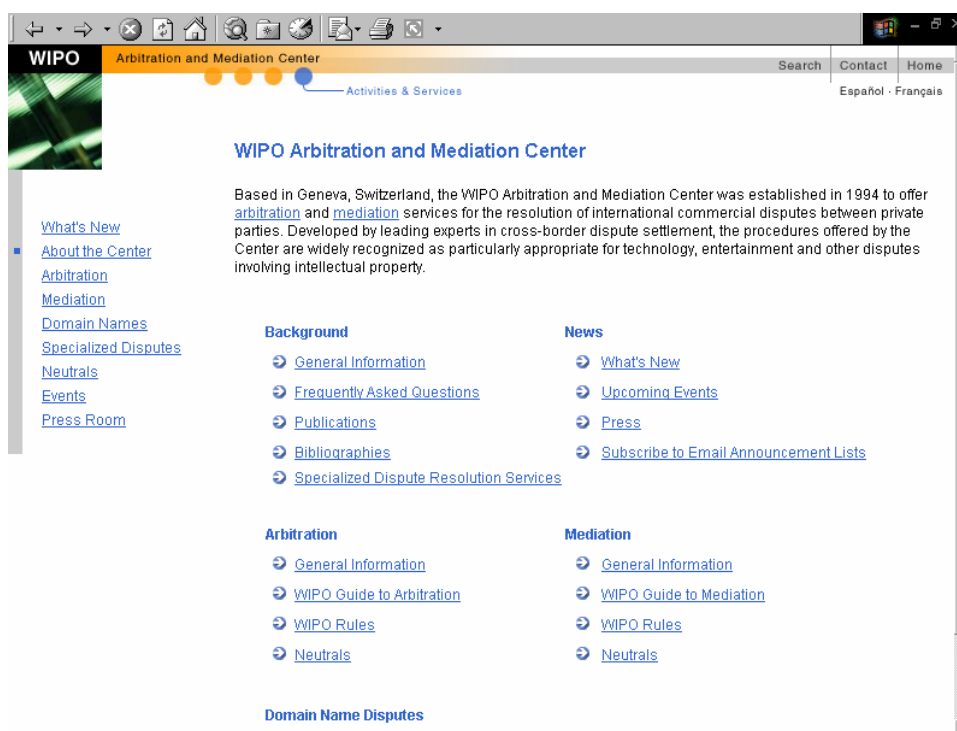 WIPO
Arbitration and Mediation Center
Search
Contact
Home
Activities & Services
Español · Français
WIPO Arbitration and Mediation Center
Based in Geneva, Switzerland, the WIPO Arbitration and Mediation Center was established in 1994 to offer
arbitration and mediation services for the resolution of international commercial disputes between private
parties. Developed by leading experts in cross-border dispute settlement, the procedures offered by the
Center are widely recognized as particularly appropriate for technology, entertainment and other disputes
involving intellectual property.
What's New
About the Center
Arbitration
Mediation
Domain Names
Specialized Disputes
Neutrals
Events
Press Room
Background
General Information
Frequently Asked Questions
Publications
Bibliographies
Specialized Dispute Resolution Services
News
What's New
Upcoming Events
Press
Subscribe to Email Announcement Lists
Arbitration
General Information
WIPO Guide to Arbitration
WIPO Rules
Neutrals
Mediation
General Information
WIPO Guide to Mediation
WIPO Rules
Neutrals
Domain Name Disputes